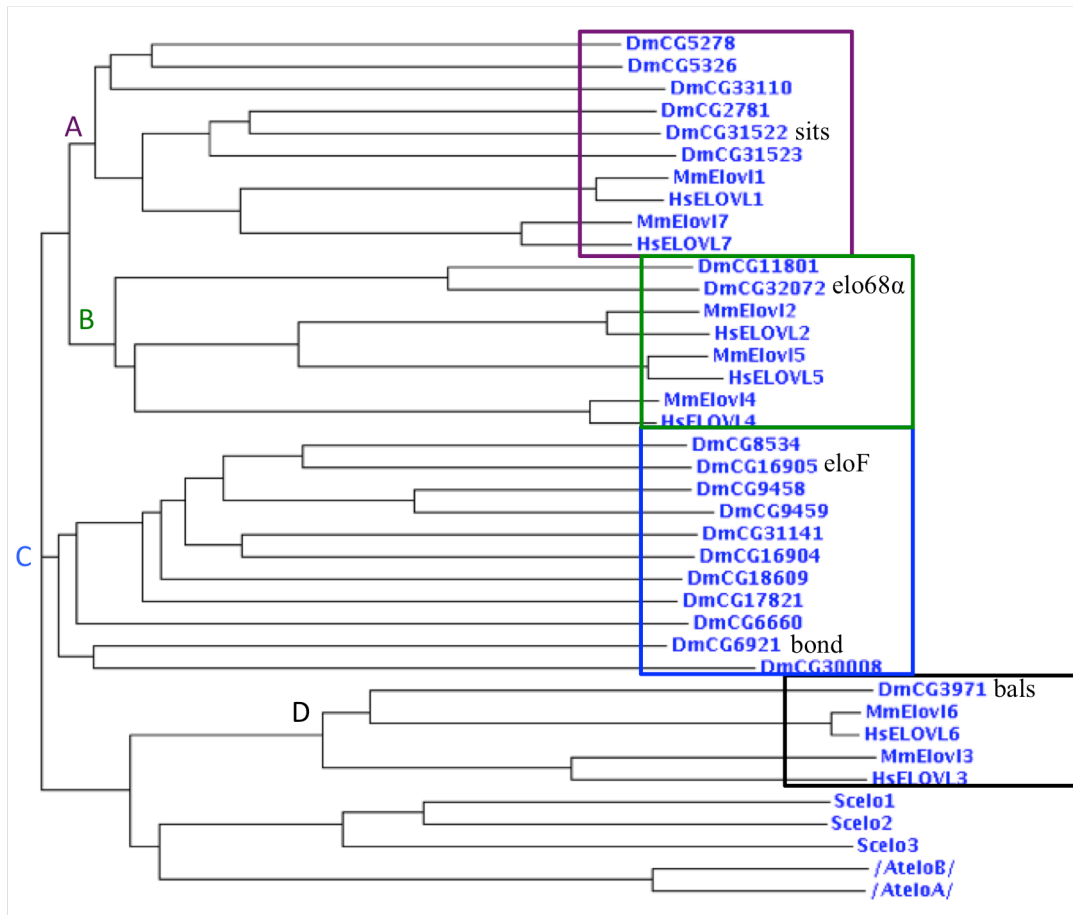 DmCG5278
DmCG5326
DmCG33110
A
DmCG2781
DmCG31522 sits
DmCG31523
MmElovl1
HsELOVL1
MmElovl7
HsELOVL7
DmCG11801
DmCG32072 elo68α
B
MmElovl2
HsELOVL2
MmElovl5
HsELOVL5
MmElovl4
HsELOVL4
DmCG8534
DmCG16905 eloF
DmCG9458
DmCG9459
DmCG31141
C
DmCG16904
DmCG18609
DmCG17821
DmCG6660
DmCG6921 bond
DmCG30008
DmCG3971 bals
D
MmElovl6
HsELOVL6
MmElovl3
HsELOVL3
Scelo1
Scelo2
Scelo3
/AteloB/
/AteloA/